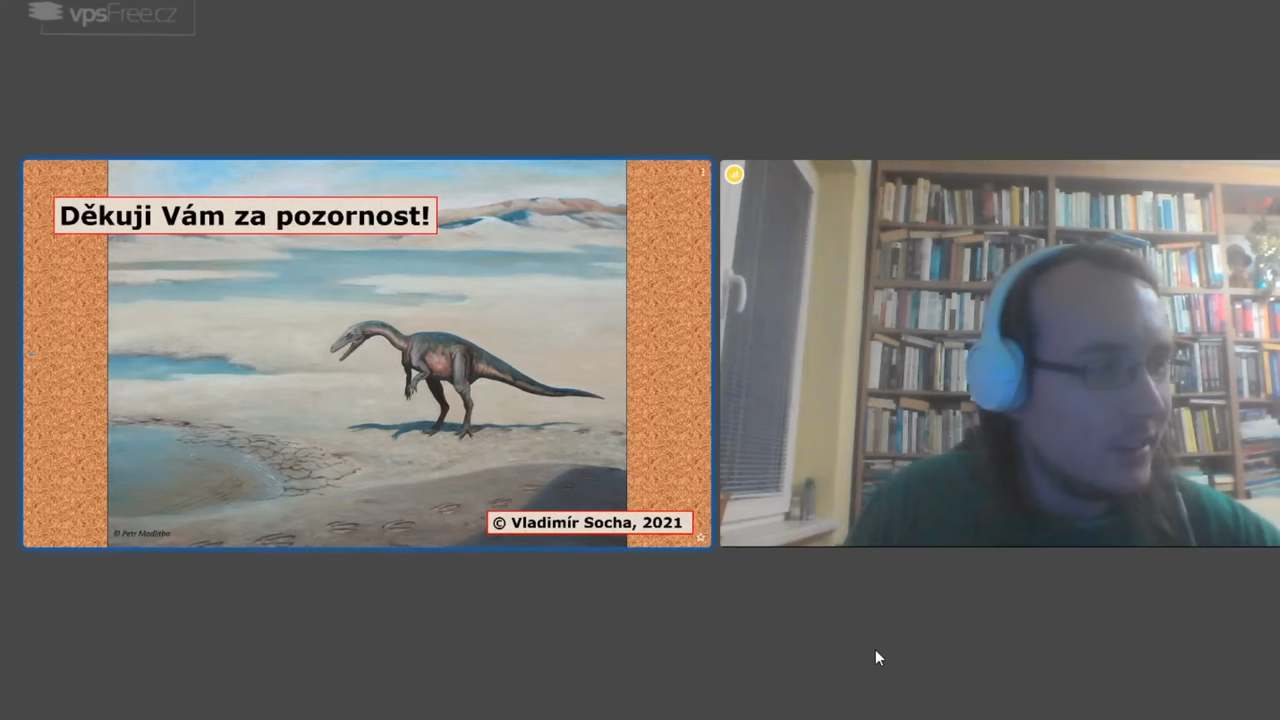 vpsFree.cz
Děkuji Vám za pozornost!
© Vladimír Socha, 2021
© Petr Modlitba